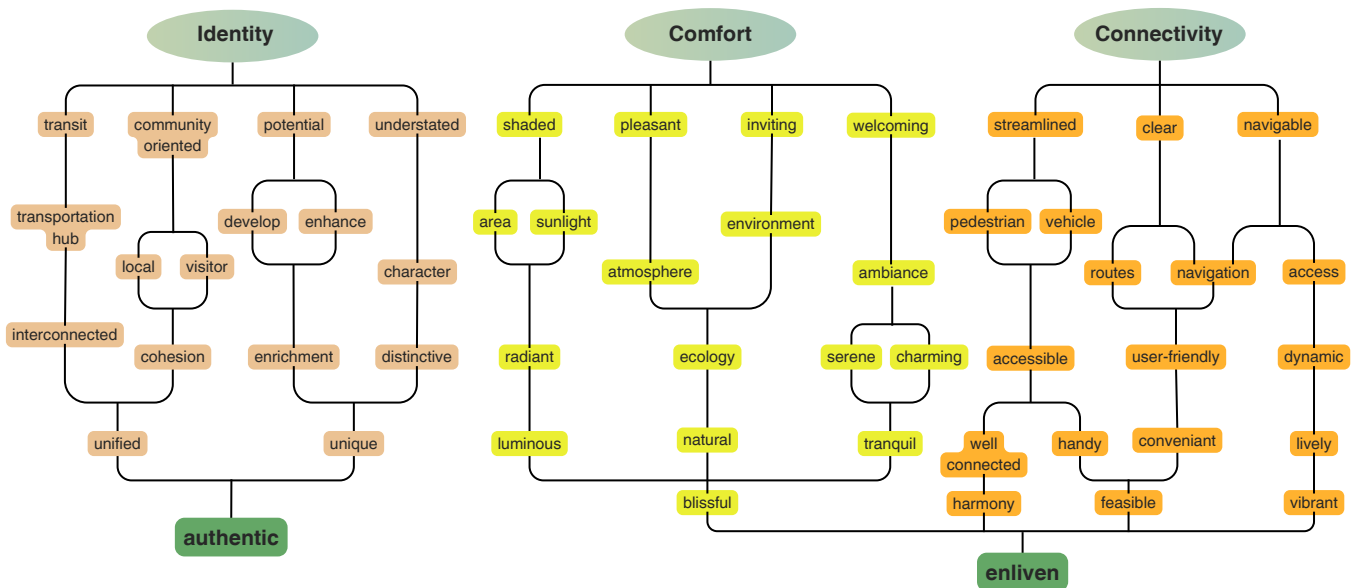 Identity
transit
community
oriented
potential
understated
transportation
hub
develop
enhance
local
visitor
character
interconnected
cohesion
enrichment
distinctive
unified
unique
authentic
Comfort
shaded
pleasant
inviting
welcoming
area
sunlight
environment
atmosphere
ambiance
radiant
ecology
serene
charming
luminous
natural
tranquil
blissful
Connectivity
streamlined
clear
navigable
pedestrian
vehicle
routes
navigation
access
accessible
user-friendly
dynamic
well
connected
handy
conveniant
lively
harmony
feasible
vibrant
enliven